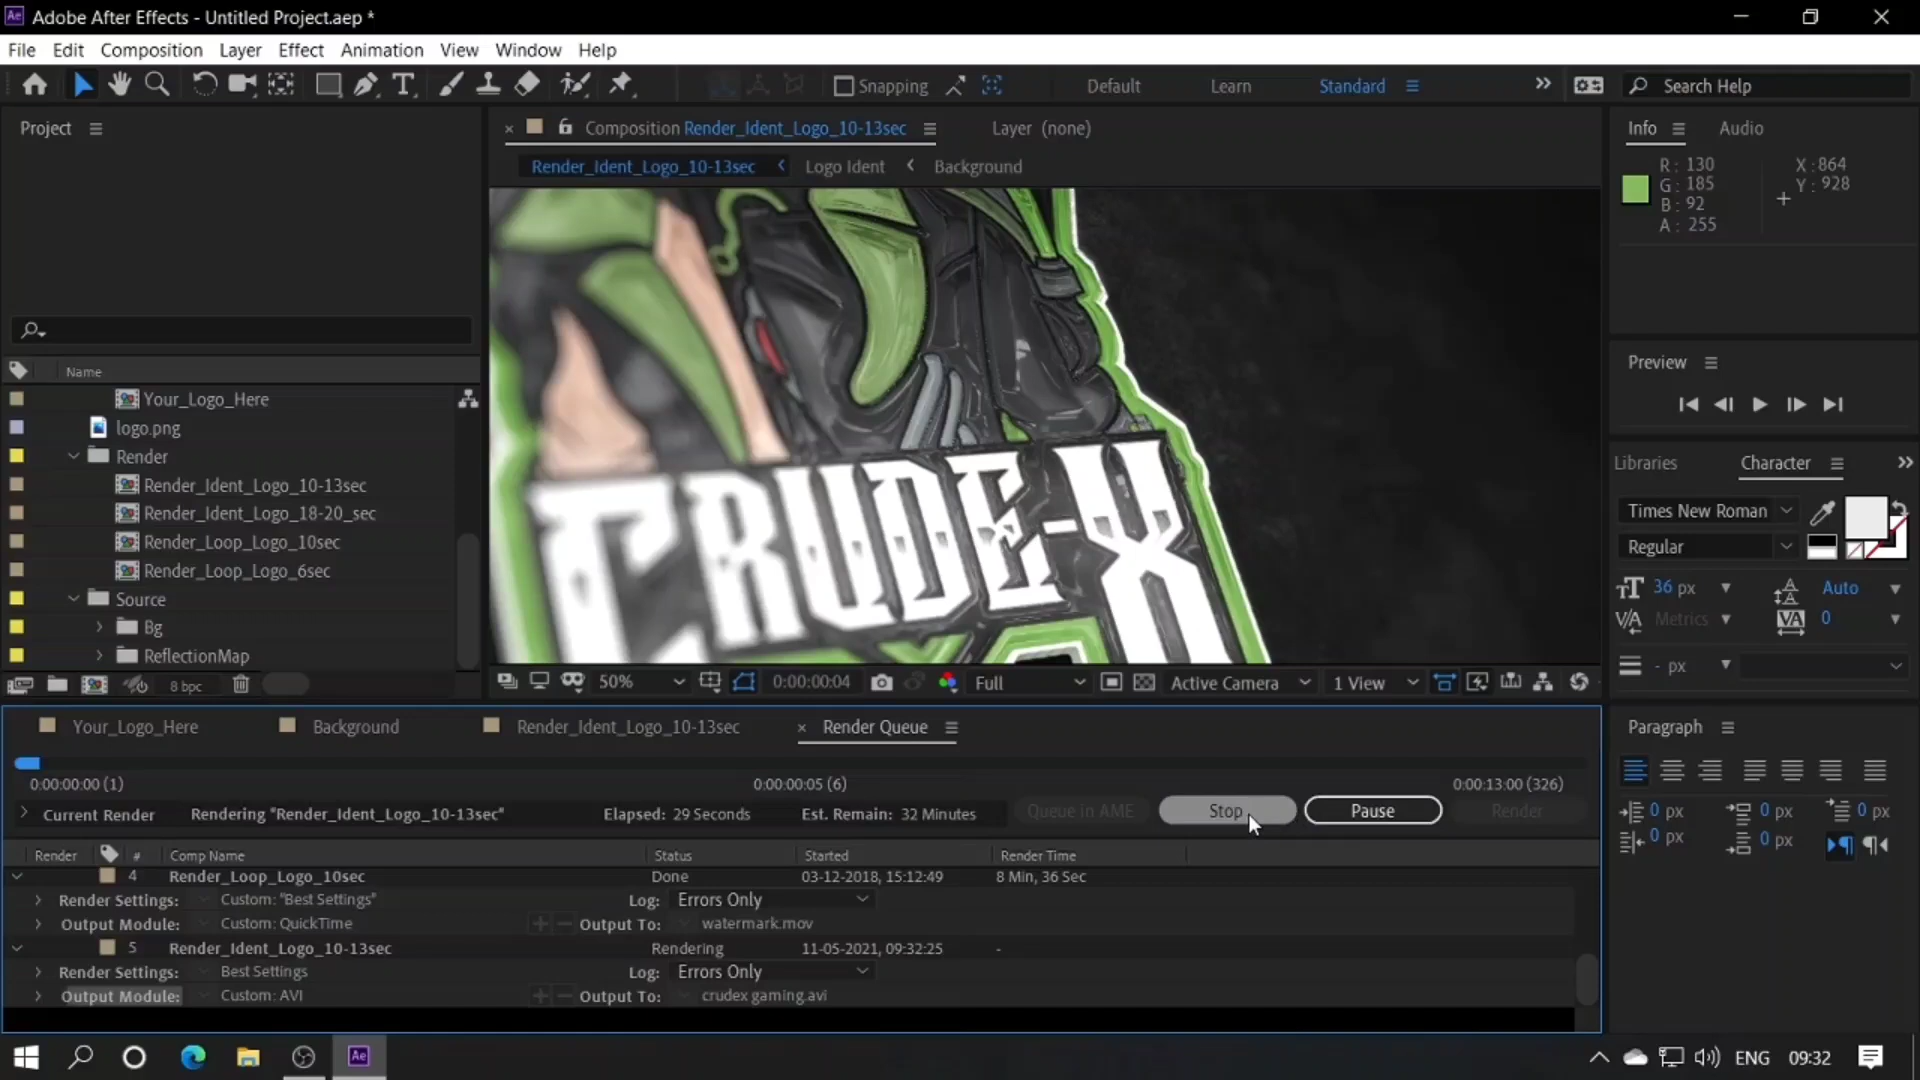 Ae Adobe After Effects - Untitled Project.aep *
File Edit Composition Layer Effect Animation View Window Help
Snapping Default Learn Standard Search Help
Project
Composition Render_Ident_Logo_10-13sec
Layer (none)
Render_Ident_Logo_10-13sec Logo Ident Background
Name
Your_Logo_Here
logo.png
Render
Render_Ident_Logo_10-13sec
Render_Ident_Logo_18-20_sec
Render_Loop_Logo_10sec
Render_Loop_Logo_6sec
Source
Bg
ReflectionMap
8 bpc
CRUDE-X
50% 0:00:00:04 Full Active Camera 1 View
Info Audio
R: 130 X: 864
G: 185 Y: 928
B: 92
A: 255
Preview
Libraries Character
Times New Roman
Regular
36 px Auto
Metrics 0
- px
Paragraph
0 px 0 px 0 px
0 px 0 px
Your_Logo_Here Background Render_Ident_Logo_10-13sec Render Queue
0:00:00:00 (1) 0:00:00:05 (6) 0:00:13:00 (326)
Current Render Rendering "Render_Ident_Logo_10-13sec" Elapsed: 29 Seconds Est. Remain: 32 Minutes Queue in AME Stop Pause Render
Render # Comp Name Status Started Render Time
4 Render_Loop_Logo_10sec Done 03-12-2018, 15:12:49 8 Min, 36 Sec
Render Settings: Custom: "Best Settings" Log: Errors Only
Output Module: Custom: QuickTime Output To: watermark.mov
5 Render_Ident_Logo_10-13sec Rendering 11-05-2021, 09:32:25 -
Render Settings: Best Settings Log: Errors Only
Output Module: Custom: AVI Output To: crudex gaming.avi
Ae ENG 09:32